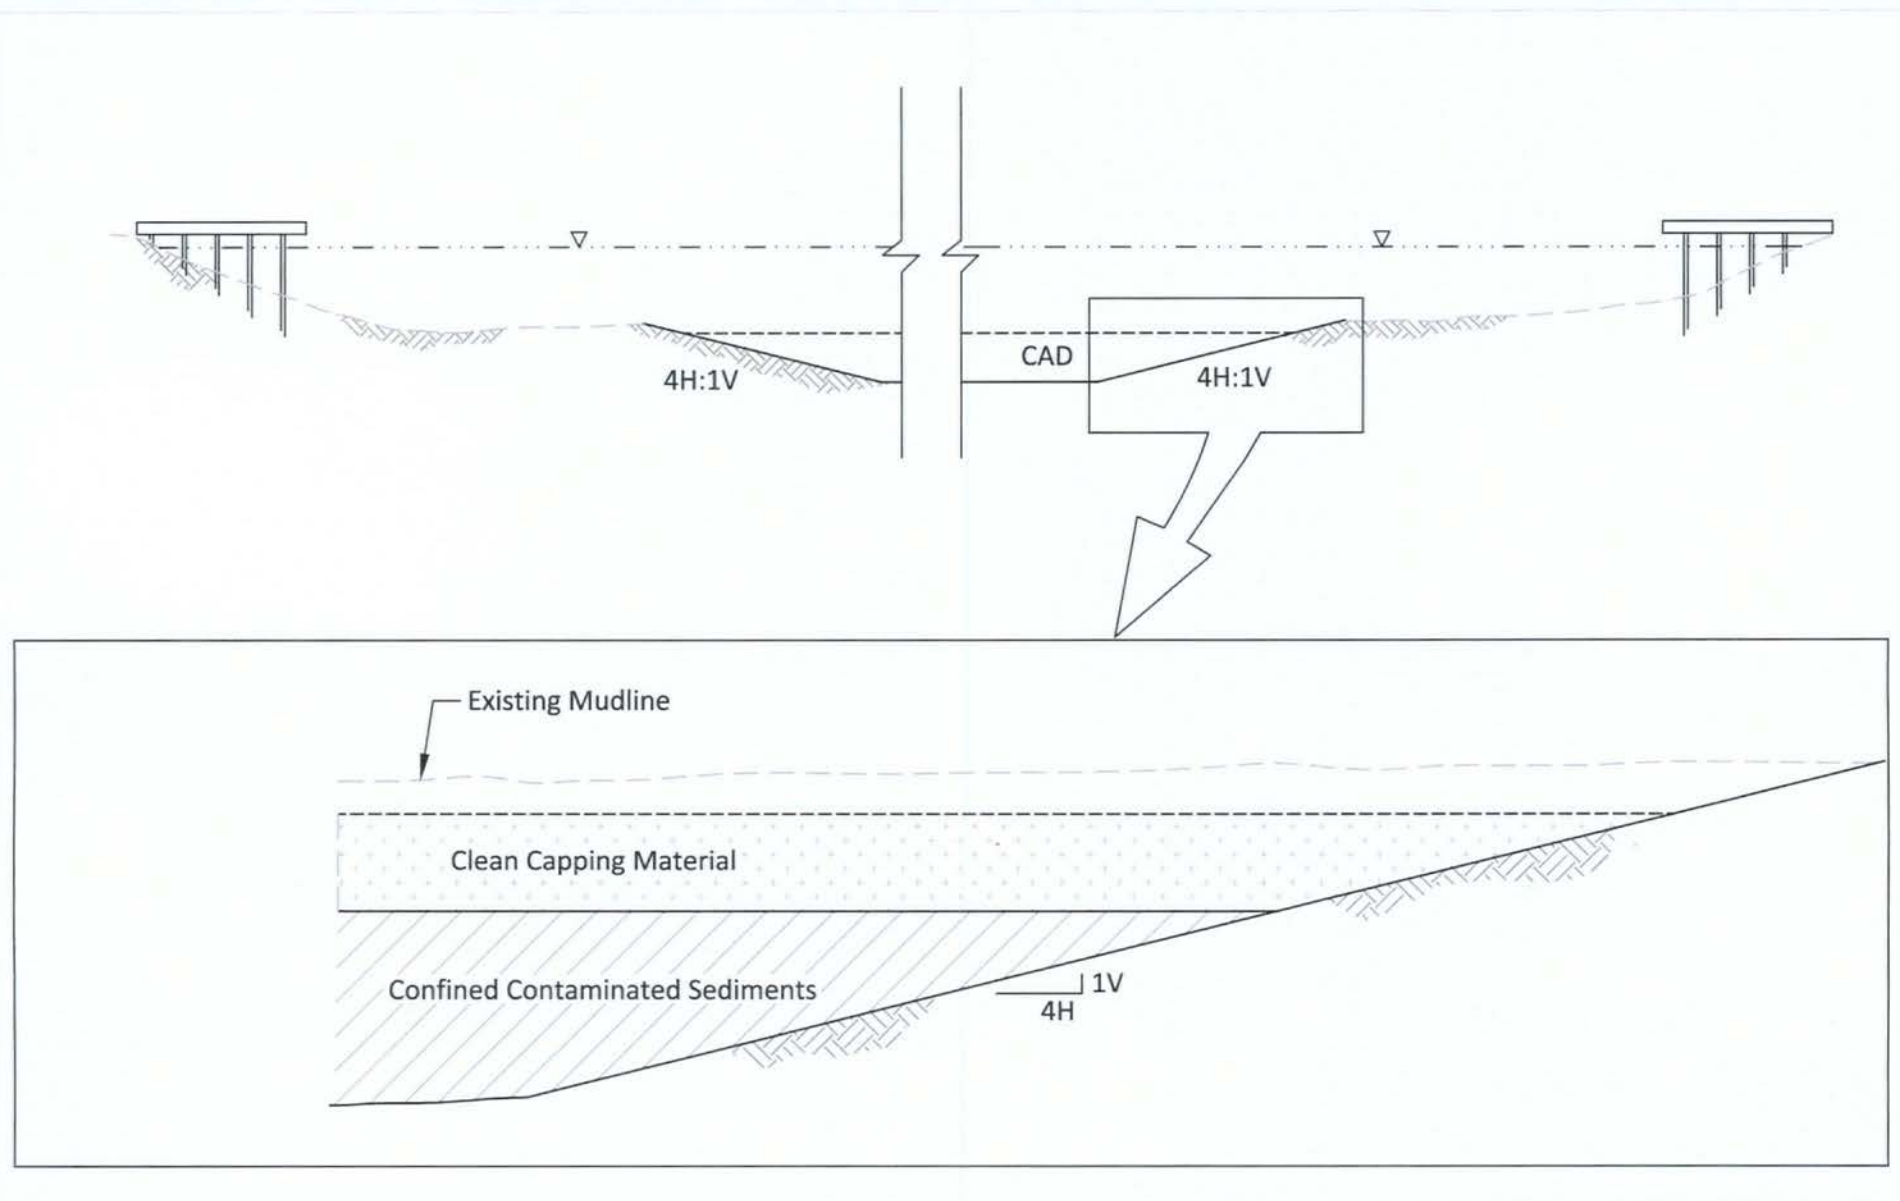 CAD
4H:1V
4H:1V
Existing Mudline
Clean Capping Material
Confined Contaminated Sediments
1V
4H